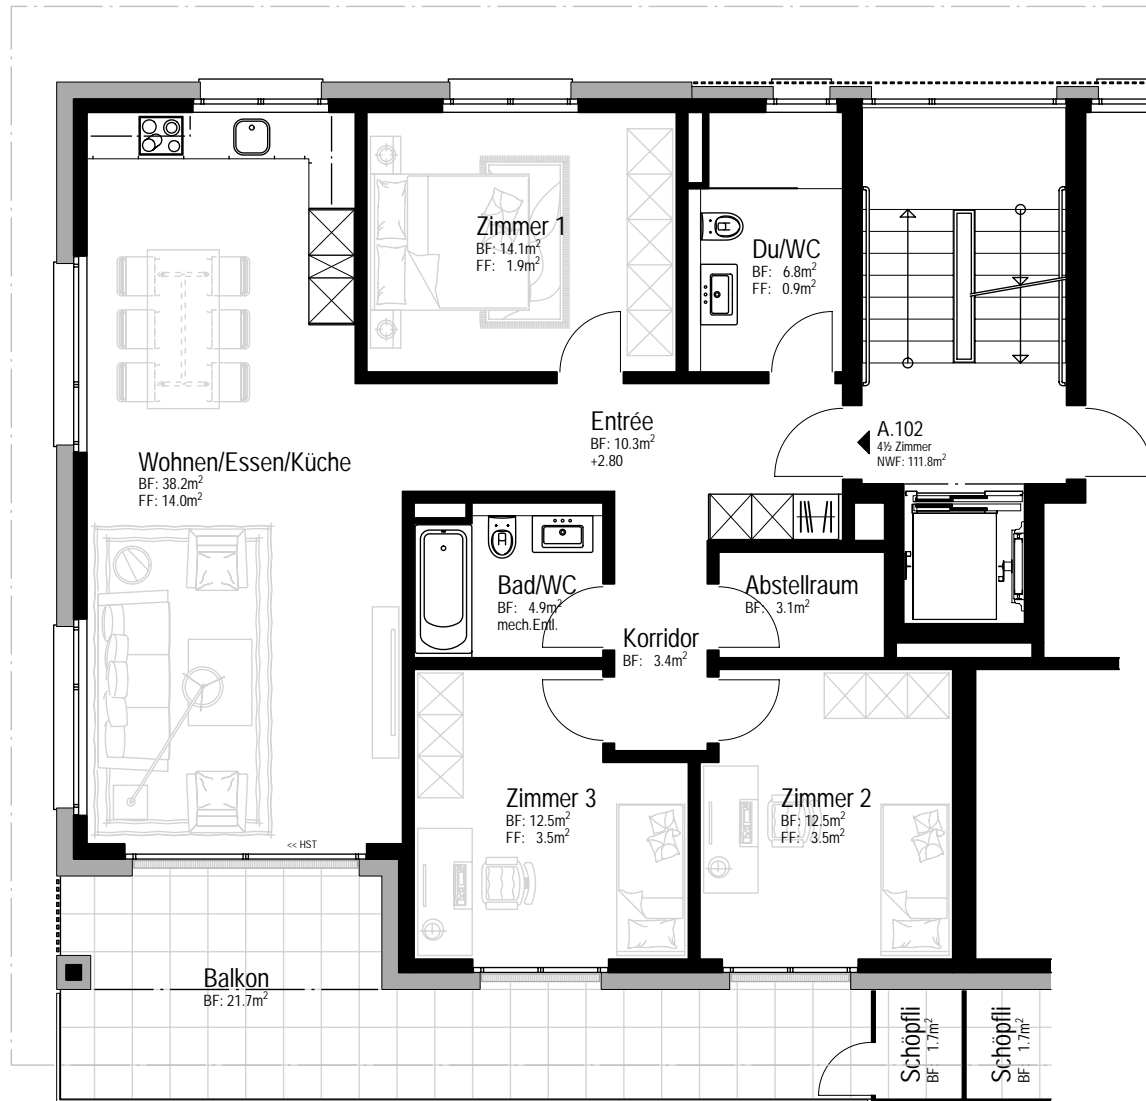 Zimmer 1
BF: 14.1m²
FF: 1.9m²
Du/WC
BF: 6.8m²
FF: 0.9m²
Entrée
BF: 10.3m²
+2.80
A.102
4½ Zimmer
NWF: 111.8m²
Wohnen/Essen/Küche
BF: 38.2m²
FF: 14.0m²
Bad/WC
BF: 4.9m²
mech.Entl.
Abstellraum
BF: 3.1m²
Korridor
BF: 3.4m²
Zimmer 3
BF: 12.5m²
FF: 3.5m²
Zimmer 2
BF: 12.5m²
FF: 3.5m²
<< HST
Balkon
BF: 21.7m²
Schöpfli
BF: 1.7m²
Schöpfli
BF: 1.7m²